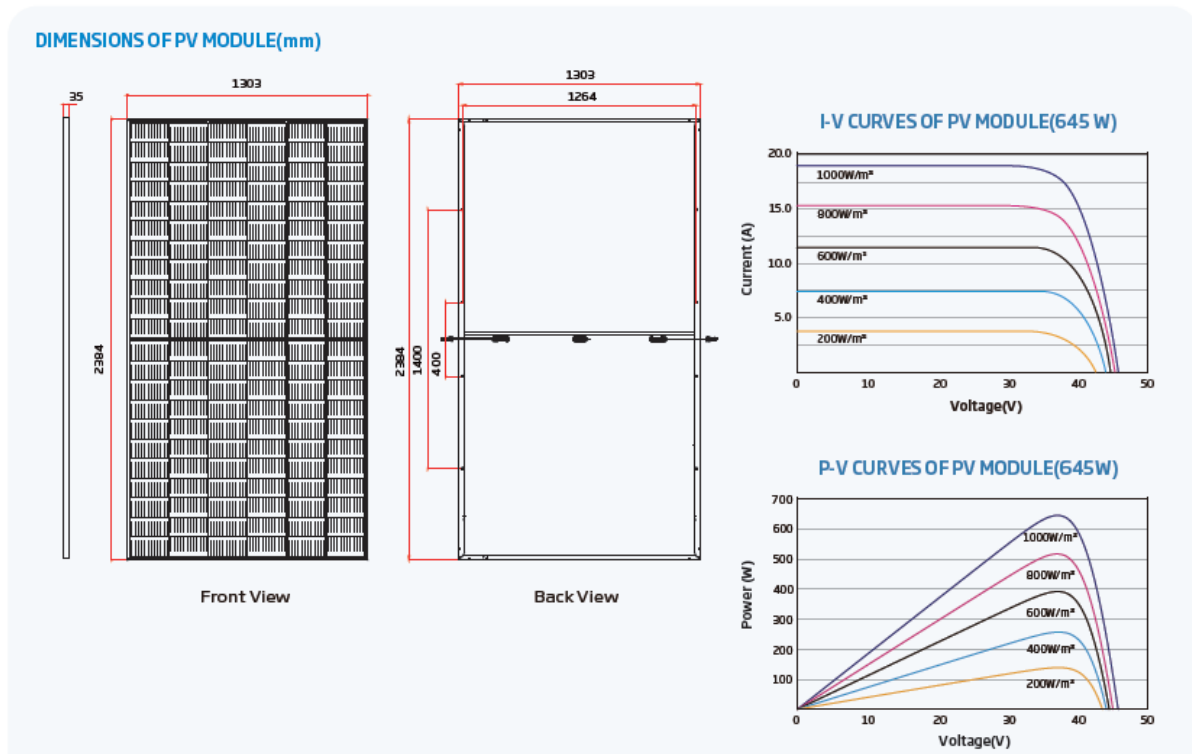 DIMENSIONS OF PV MODULE(mm)
35
1303
2384
Front View
1303
1264
2384
1400
400
Back View
I-V CURVES OF PV MODULE(645 W)
20.0
15.0
10.0
5.0
Current (A)
1000W/m²
800W/m²
600W/m²
400W/m²
200W/m²
0 10 20 30 40 50
Voltage(V)
P-V CURVES OF PV MODULE(645W)
700
600
500
400
300
200
100
Power (W)
1000W/m²
800W/m²
600W/m²
400W/m²
200W/m²
0 10 20 30 40 50
Voltage(V)